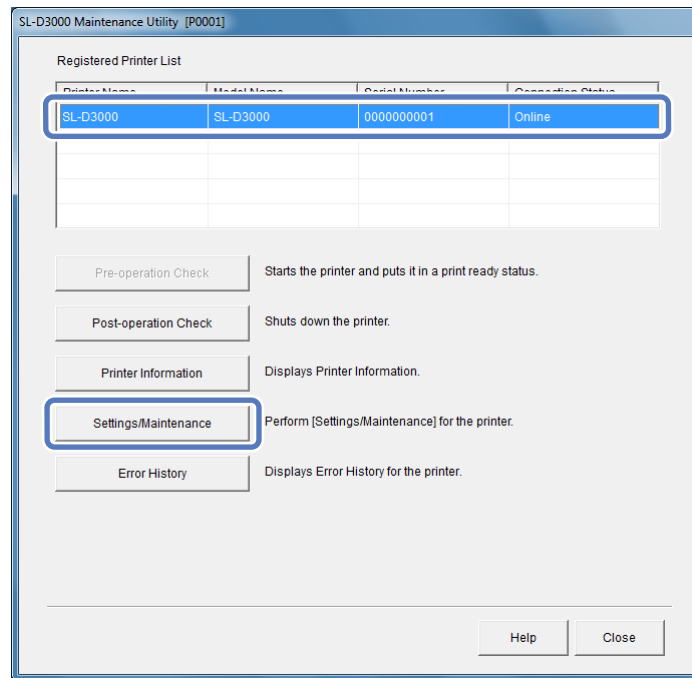 SL-D3000 Maintenance Utility [P0001]
Registered Printer List
Printer Name Model Name Serial Number Connection Status
SL-D3000 SL-D3000 0000000001 Online
Pre-operation Check Starts the printer and puts it in a print ready status.
Post-operation Check Shuts down the printer.
Printer Information Displays Printer Information.
Settings/Maintenance Perform [Settings/Maintenance] for the printer.
Error History Displays Error History for the printer.
Help Close